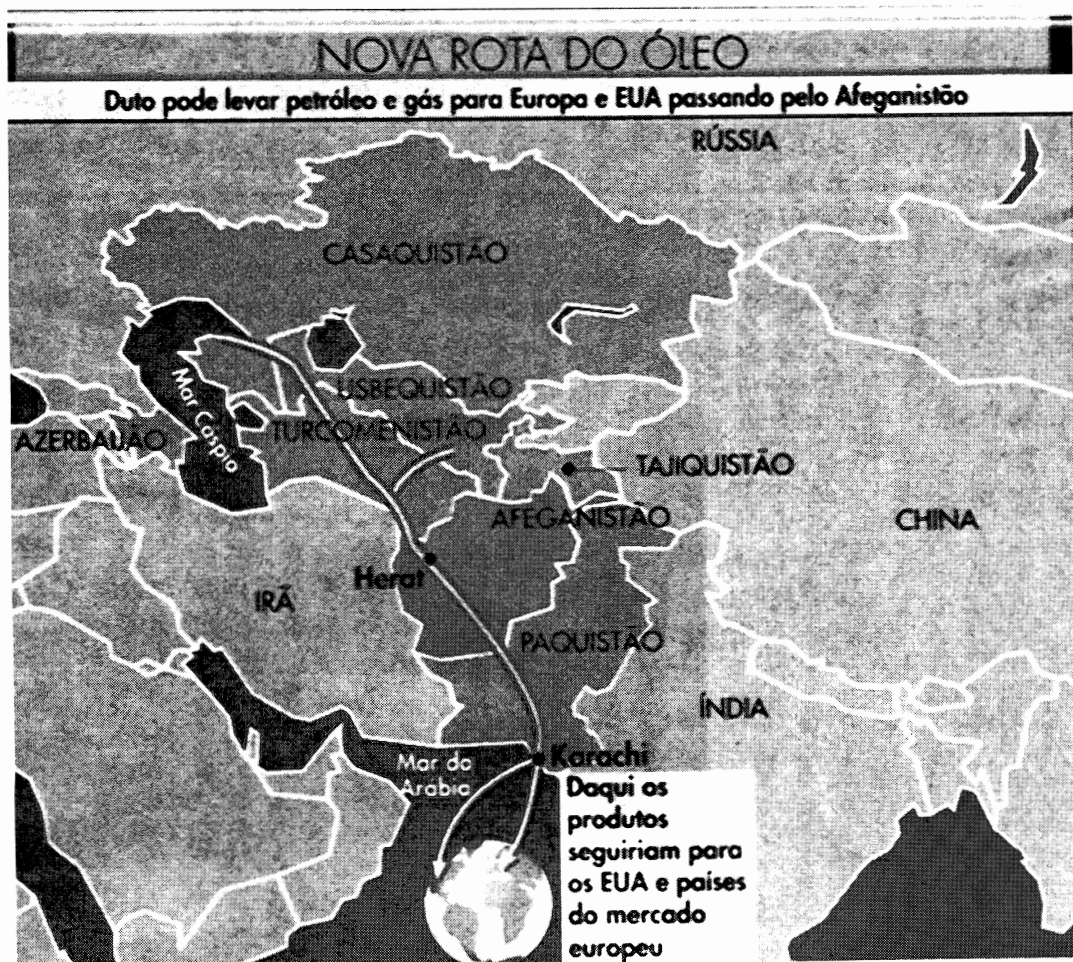 NOVA ROTA DO ÓLEO
Duto pode levar petróleo e gás para Europa e EUA passando pelo Afeganistão
RÚSSIA
CASAQUISTÃO
USBEQUISTÃO
Mar Cáspio
AZERBAIJÃO
TURCOMENISTÃO
TAJIQUISTÃO
AFEGANISTÃO
CHINA
Herat
IRÃ
PAQUISTÃO
ÍNDIA
Karachi
Mar da
Arabia
Daqui os
produtos
seguiriam para
os EUA e países
do mercado
europeu